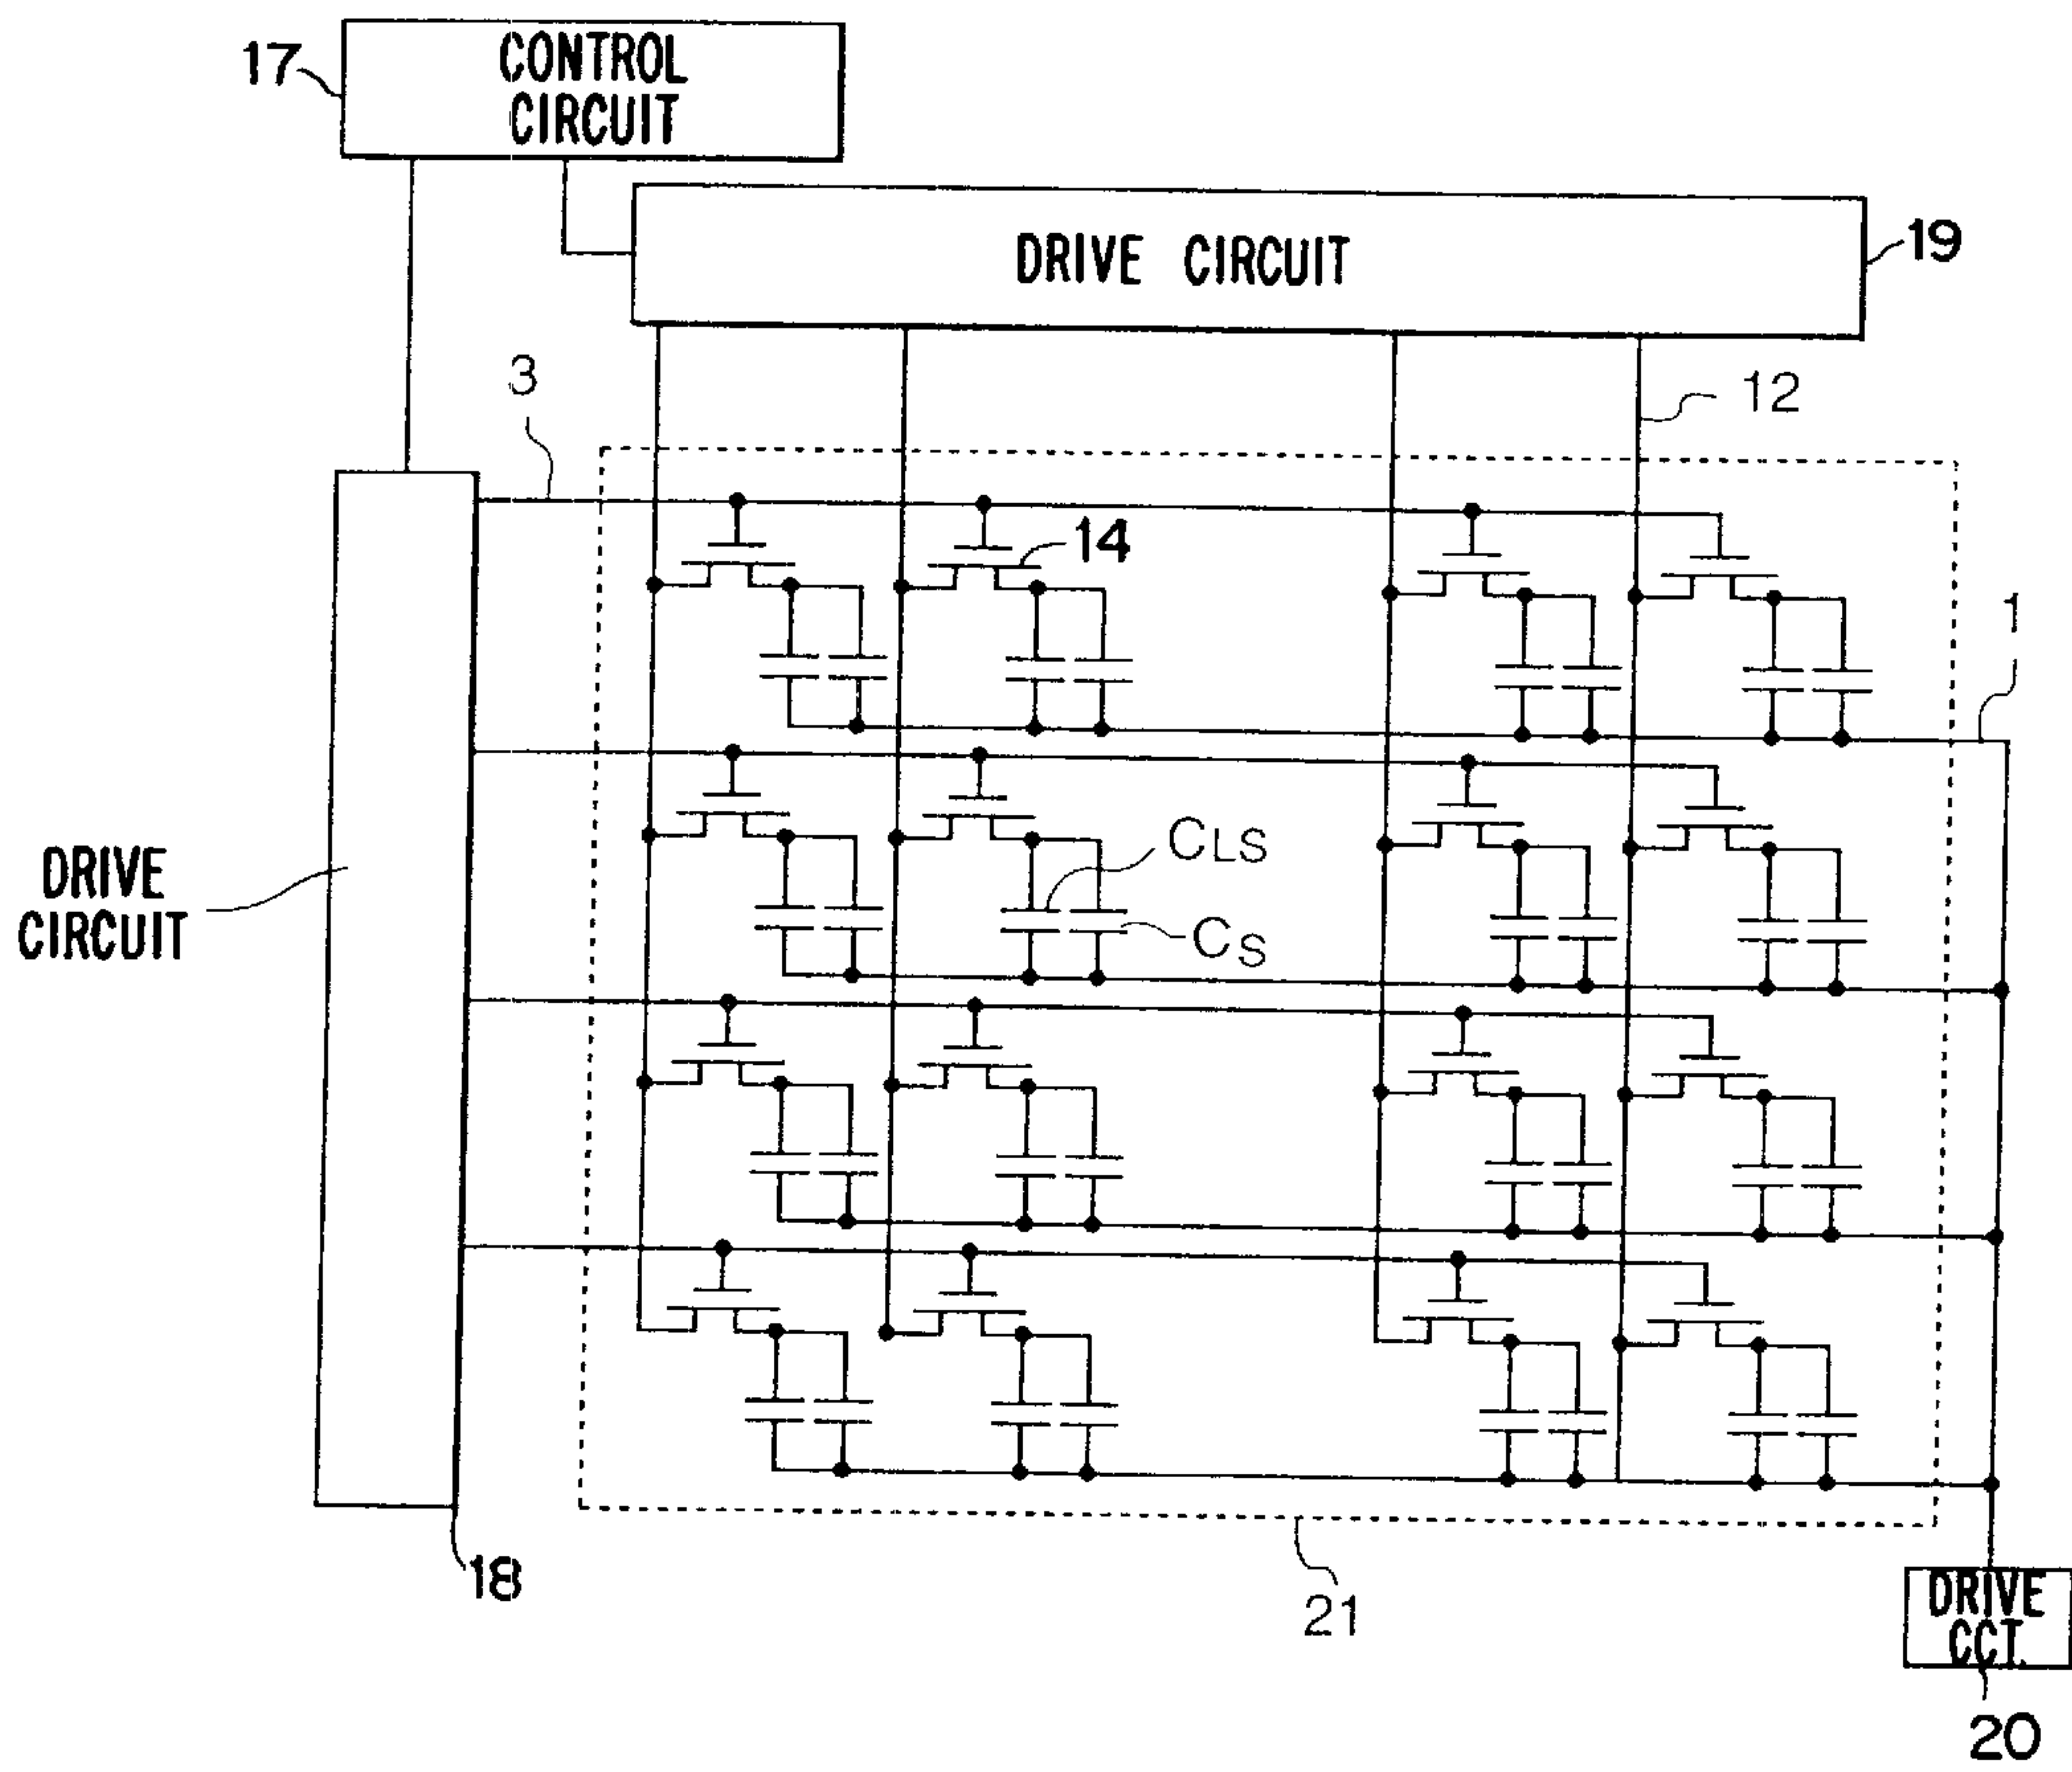 17
CONTROL
CIRCUIT
DRIVE CIRCUIT
19
3
12
14
1
CLS
CS
DRIVE
CIRCUIT
18
21
DRIVE
CCT.
20